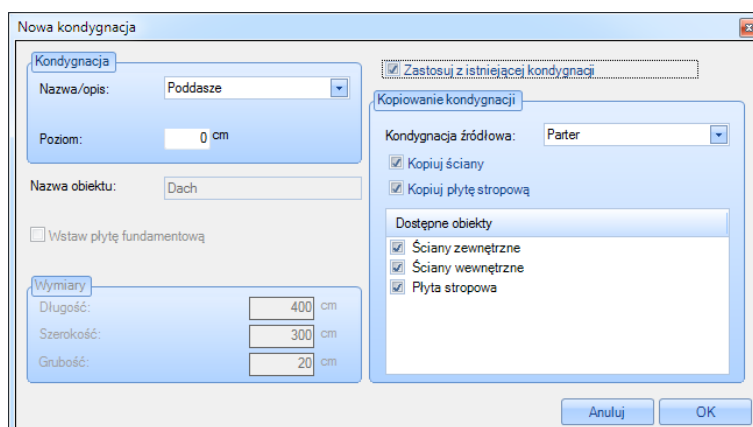 Nowa kondygnacja
Kondygnacja
Nazwa/opis: Poddasze
Poziom: 0 cm
Nazwa obiektu: Dach
Wstaw płytę fundamentową
Wymiary
Długość: 400 cm
Szerokość: 300 cm
Grubość: 20 cm
Zastosuj z istniejącej kondygnacji
Kopiowanie kondygnacji
Kondygnacja źródłowa: Parter
Kopiuj ściany
Kopiuj płytę stropową
Dostępne obiekty
Ściany zewnętrzne
Ściany wewnętrzne
Płyta stropowa
Anuluj OK